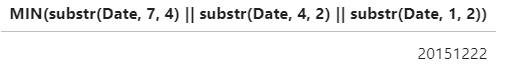 MIN(substr(Date, 7, 4) || substr(Date, 4, 2) || substr(Date, 1, 2))
20151222